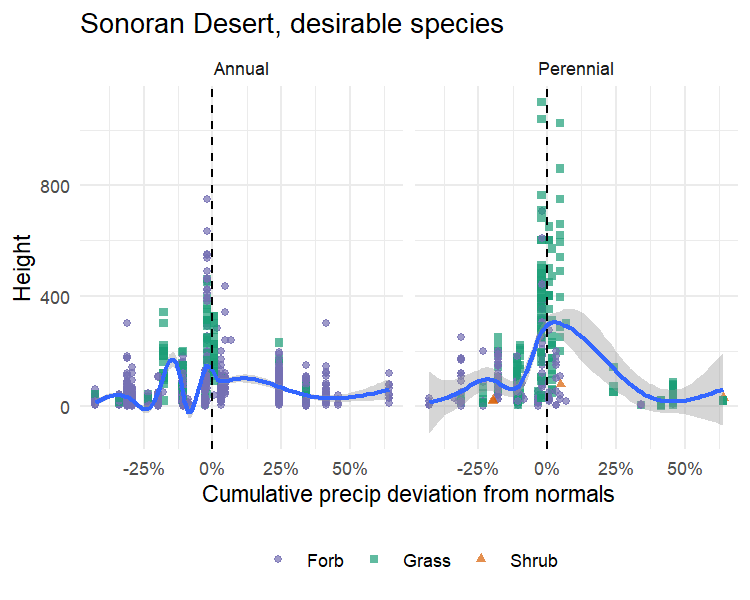 Sonoran Desert, desirable species
Annual
Perennial
Height
800
400
0
-25%
0%
25%
50%
-25%
0%
25%
50%
Cumulative precip deviation from normals
Forb
Grass
Shrub